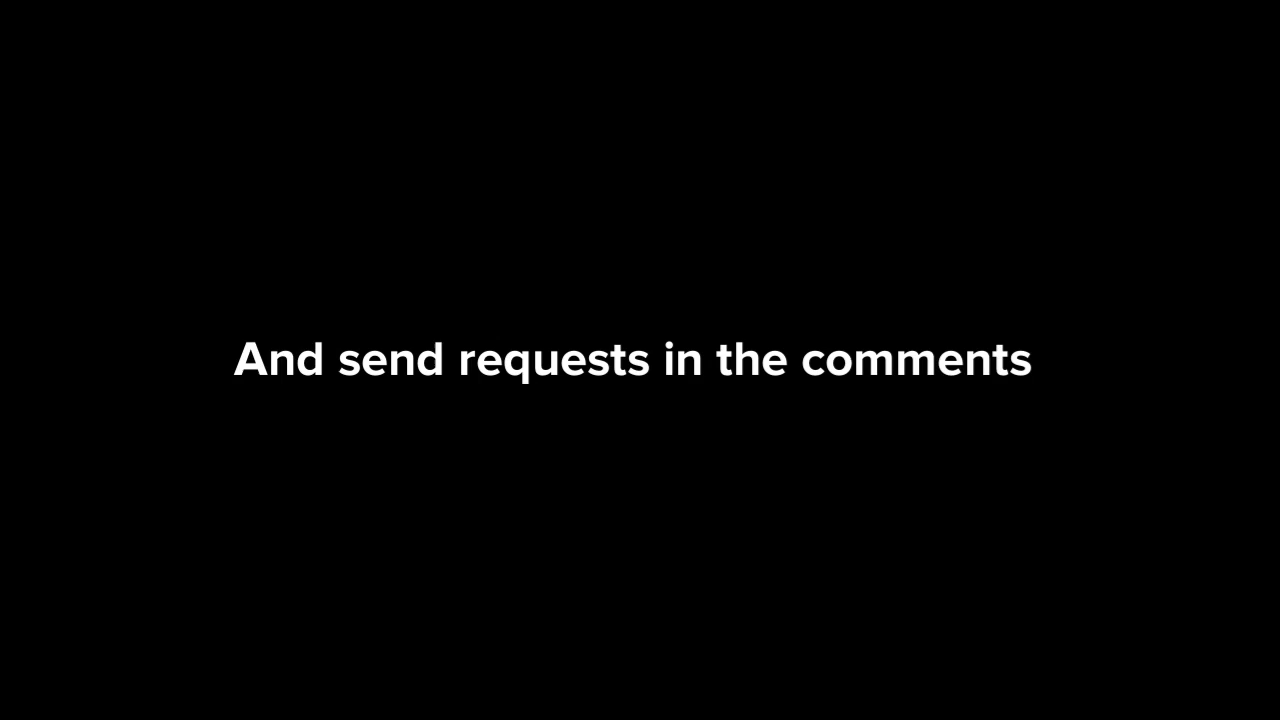 And send requests in the comments